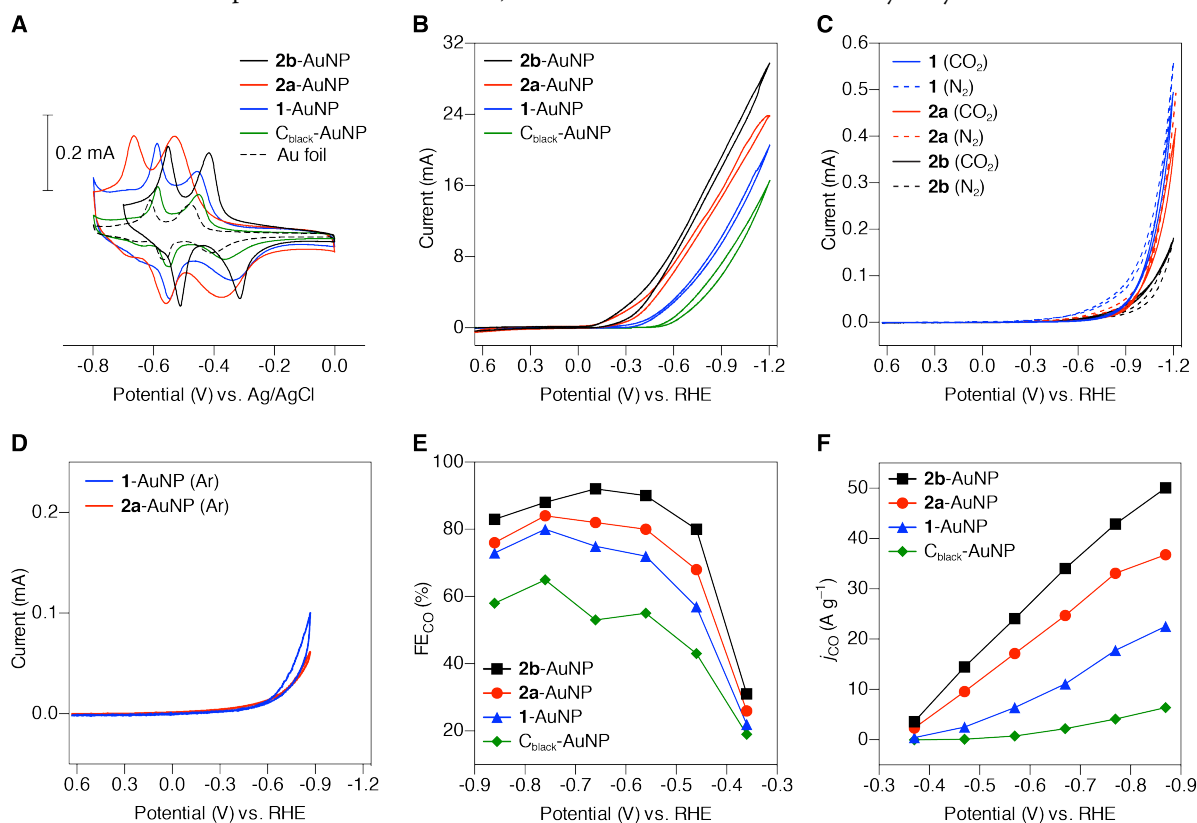 A
2b-AuNP
2a-AuNP
1-AuNP
Cblack-AuNP
Au foil
0.2 mA
-0.8 -0.6 -0.4 -0.2 0.0
Potential (V) vs. Ag/AgCl
B
32
24
16
8
0
Current (mA)
2b-AuNP
2a-AuNP
1-AuNP
Cblack-AuNP
0.6 0.3 0.0 -0.3 -0.6 -0.9 -1.2
Potential (V) vs. RHE
C
0.6
0.5
0.4
0.3
0.2
0.1
0.0
Current (mA)
1 (CO2)
1 (N2)
2a (CO2)
2a (N2)
2b (CO2)
2b (N2)
0.6 0.3 0.0 -0.3 -0.6 -0.9 -1.2
Potential (V) vs. RHE
D
0.2
0.1
0.0
Current (mA)
1-AuNP (Ar)
2a-AuNP (Ar)
0.6 0.3 0.0 -0.3 -0.6 -0.9 -1.2
Potential (V) vs. RHE
E
100
80
60
40
20
FECO (%)
2b-AuNP
2a-AuNP
1-AuNP
Cblack-AuNP
-0.9 -0.8 -0.7 -0.6 -0.5 -0.4 -0.3
Potential (V) vs. RHE
F
50
40
30
20
10
0
jCO (A g−1)
2b-AuNP
2a-AuNP
1-AuNP
Cblack-AuNP
-0.3 -0.4 -0.5 -0.6 -0.7 -0.8 -0.9
Potential (V) vs. RHE